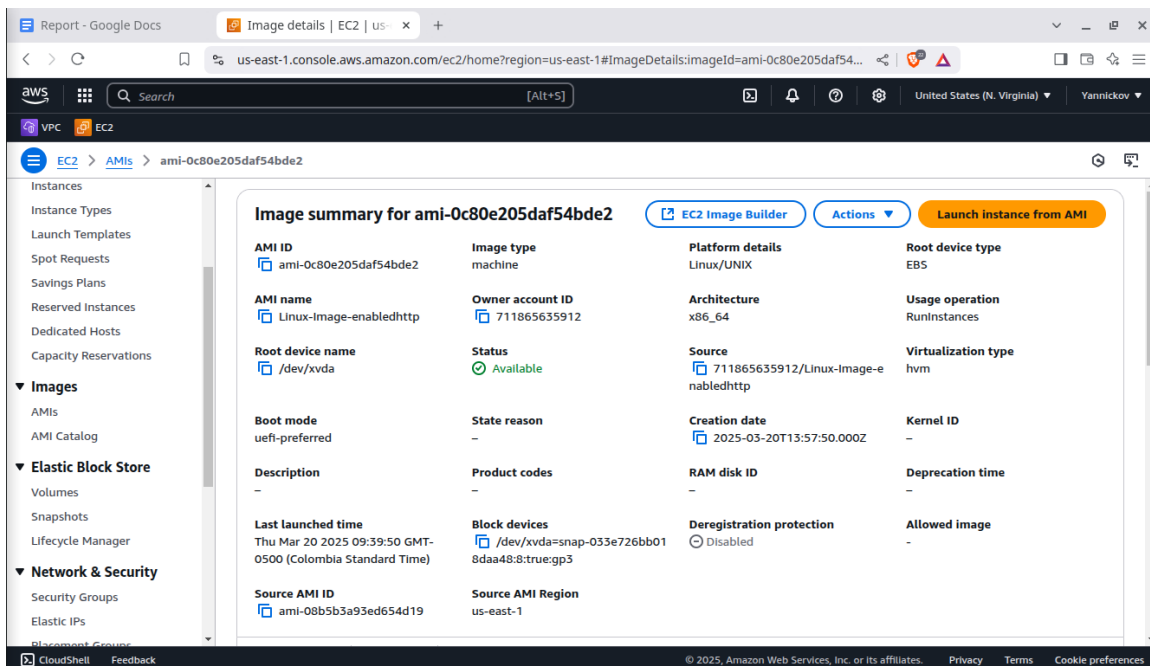 Report - Google Docs
Image details | EC2 | us-
us-east-1.console.aws.amazon.com/ec2/home?region=us-east-1#ImageDetails:imageId=ami-0c80e205daf54...
aws
Search
[Alt+S]
United States (N. Virginia)
Yannickov
VPC
EC2
EC2 > AMIs > ami-0c80e205daf54bde2
Instances
Instance Types
Launch Templates
Spot Requests
Savings Plans
Reserved Instances
Dedicated Hosts
Capacity Reservations
Images
AMIs
AMI Catalog
Elastic Block Store
Volumes
Snapshots
Lifecycle Manager
Network & Security
Security Groups
Elastic IPs
Placement Groups
Image summary for ami-0c80e205daf54bde2
EC2 Image Builder
Actions
Launch instance from AMI
AMI ID
ami-0c80e205daf54bde2
Image type
machine
Platform details
Linux/UNIX
Root device type
EBS
AMI name
Linux-Image-enabledhttp
Owner account ID
711865635912
Architecture
x86_64
Usage operation
RunInstances
Root device name
/dev/xvda
Status
Available
Source
711865635912/Linux-Image-e
nabledhttp
Virtualization type
hvm
Boot mode
uefi-preferred
State reason
–
Creation date
2025-03-20T13:57:50.000Z
Kernel ID
–
Description
–
Product codes
–
RAM disk ID
–
Deprecation time
–
Last launched time
Thu Mar 20 2025 09:39:50 GMT-
0500 (Colombia Standard Time)
Block devices
/dev/xvda=snap-033e726bb01
8daa48:8:true:gp3
Deregistration protection
Disabled
Allowed image
-
Source AMI ID
ami-08b5b3a93ed654d19
Source AMI Region
us-east-1
CloudShell
Feedback
© 2025, Amazon Web Services, Inc. or its affiliates.
Privacy
Terms
Cookie preferences